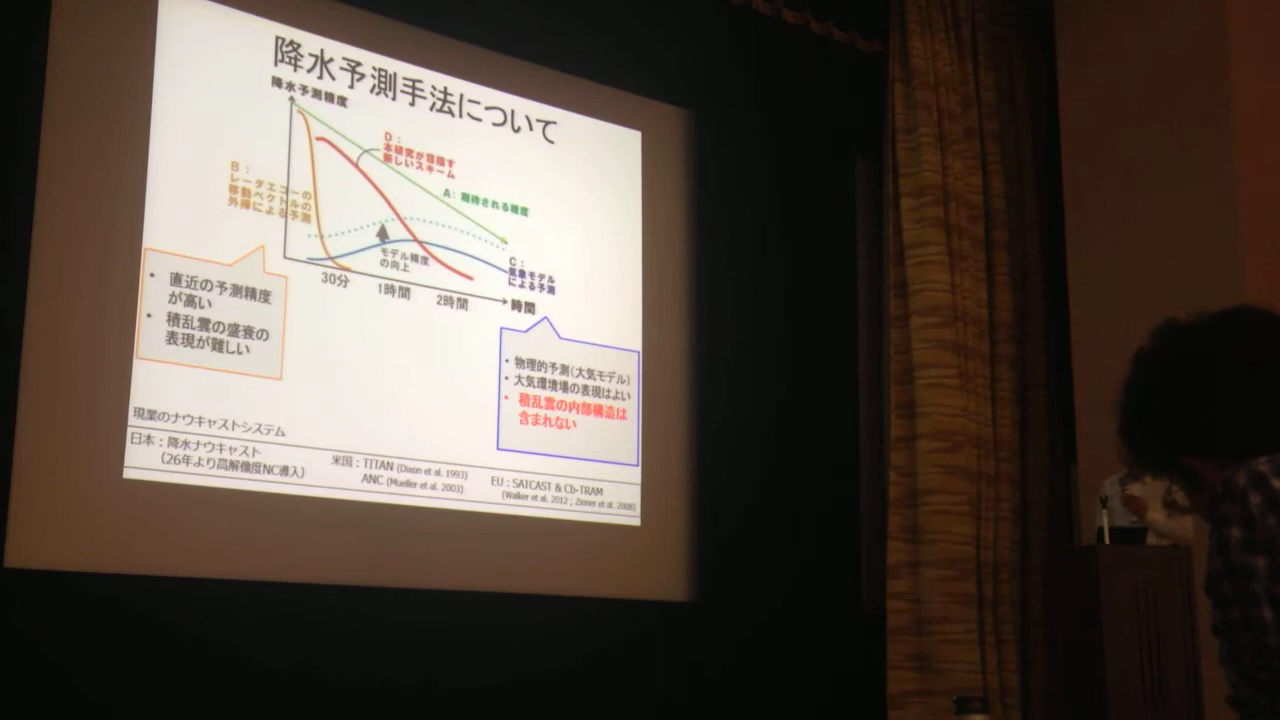 降水予測手法について
降水予測精度
D：
本研究が目指す
新しいスキーム
B：
レーダエコーの
移動ベクトル予測
外挿による
A：期待される精度
モデル精度
の向上
C：
気象モデル
による予測
30分
1時間
2時間
時間
・直近の予測精度
が高い
・積乱雲の盛衰の
表現が難しい
・物理的予測（大気モデル）
・大気環境場の表現はよい
・積乱雲の内部構造は
含まれない
現業のナウキャストシステム
日本：降水ナウキャスト
（26年より高解像度NC導入）
米国：TITAN (Dixon et al. 1993)
ANC (Mueller et al. 2003)
EU：SATCAST & Cb-TRAM
(Walker et al. 2012 ; Zinner et al. 2008)